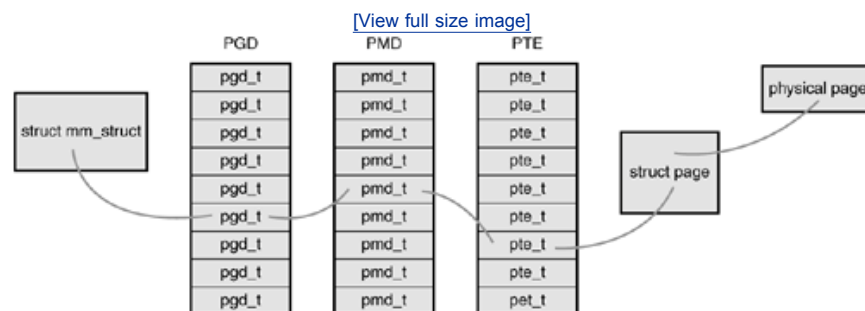 [View full size image]
PGD PMD PTE
pgd_t pmd_t pte_t
physical page
pgd_t pmd_t pte_t
struct mm_struct pgd_t pmd_t pte_t
pgd_t pmd_t pte_t
struct page
pgd_t pmd_t pte_t
pgd_t pmd_t pte_t
pgd_t pmd_t pte_t
pgd_t pmd_t pte_t
pgd_t pmd_t pet_t